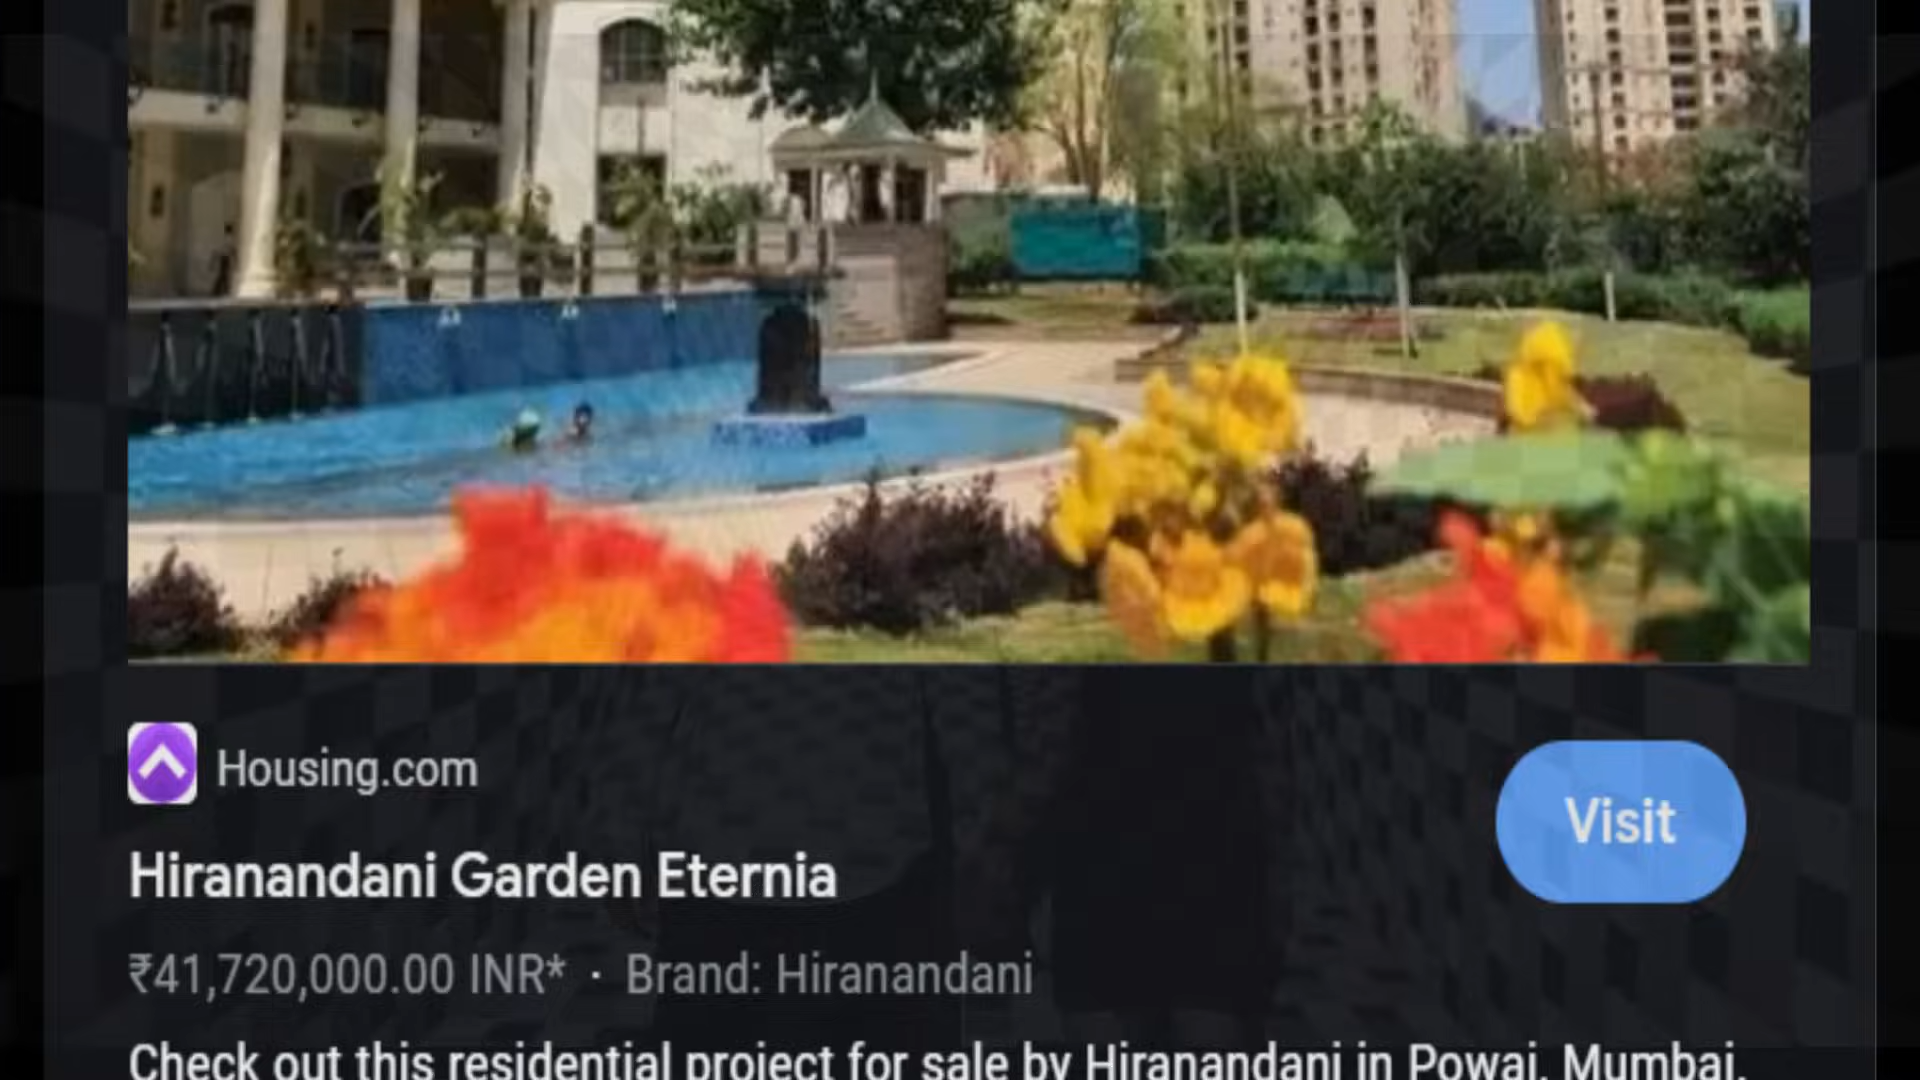 Housing.com
Visit
Hiranandani Garden Eternia
₹41,720,000.00 INR* · Brand: Hiranandani
Check out this residential project for sale by Hiranandani in Powai, Mumbai.